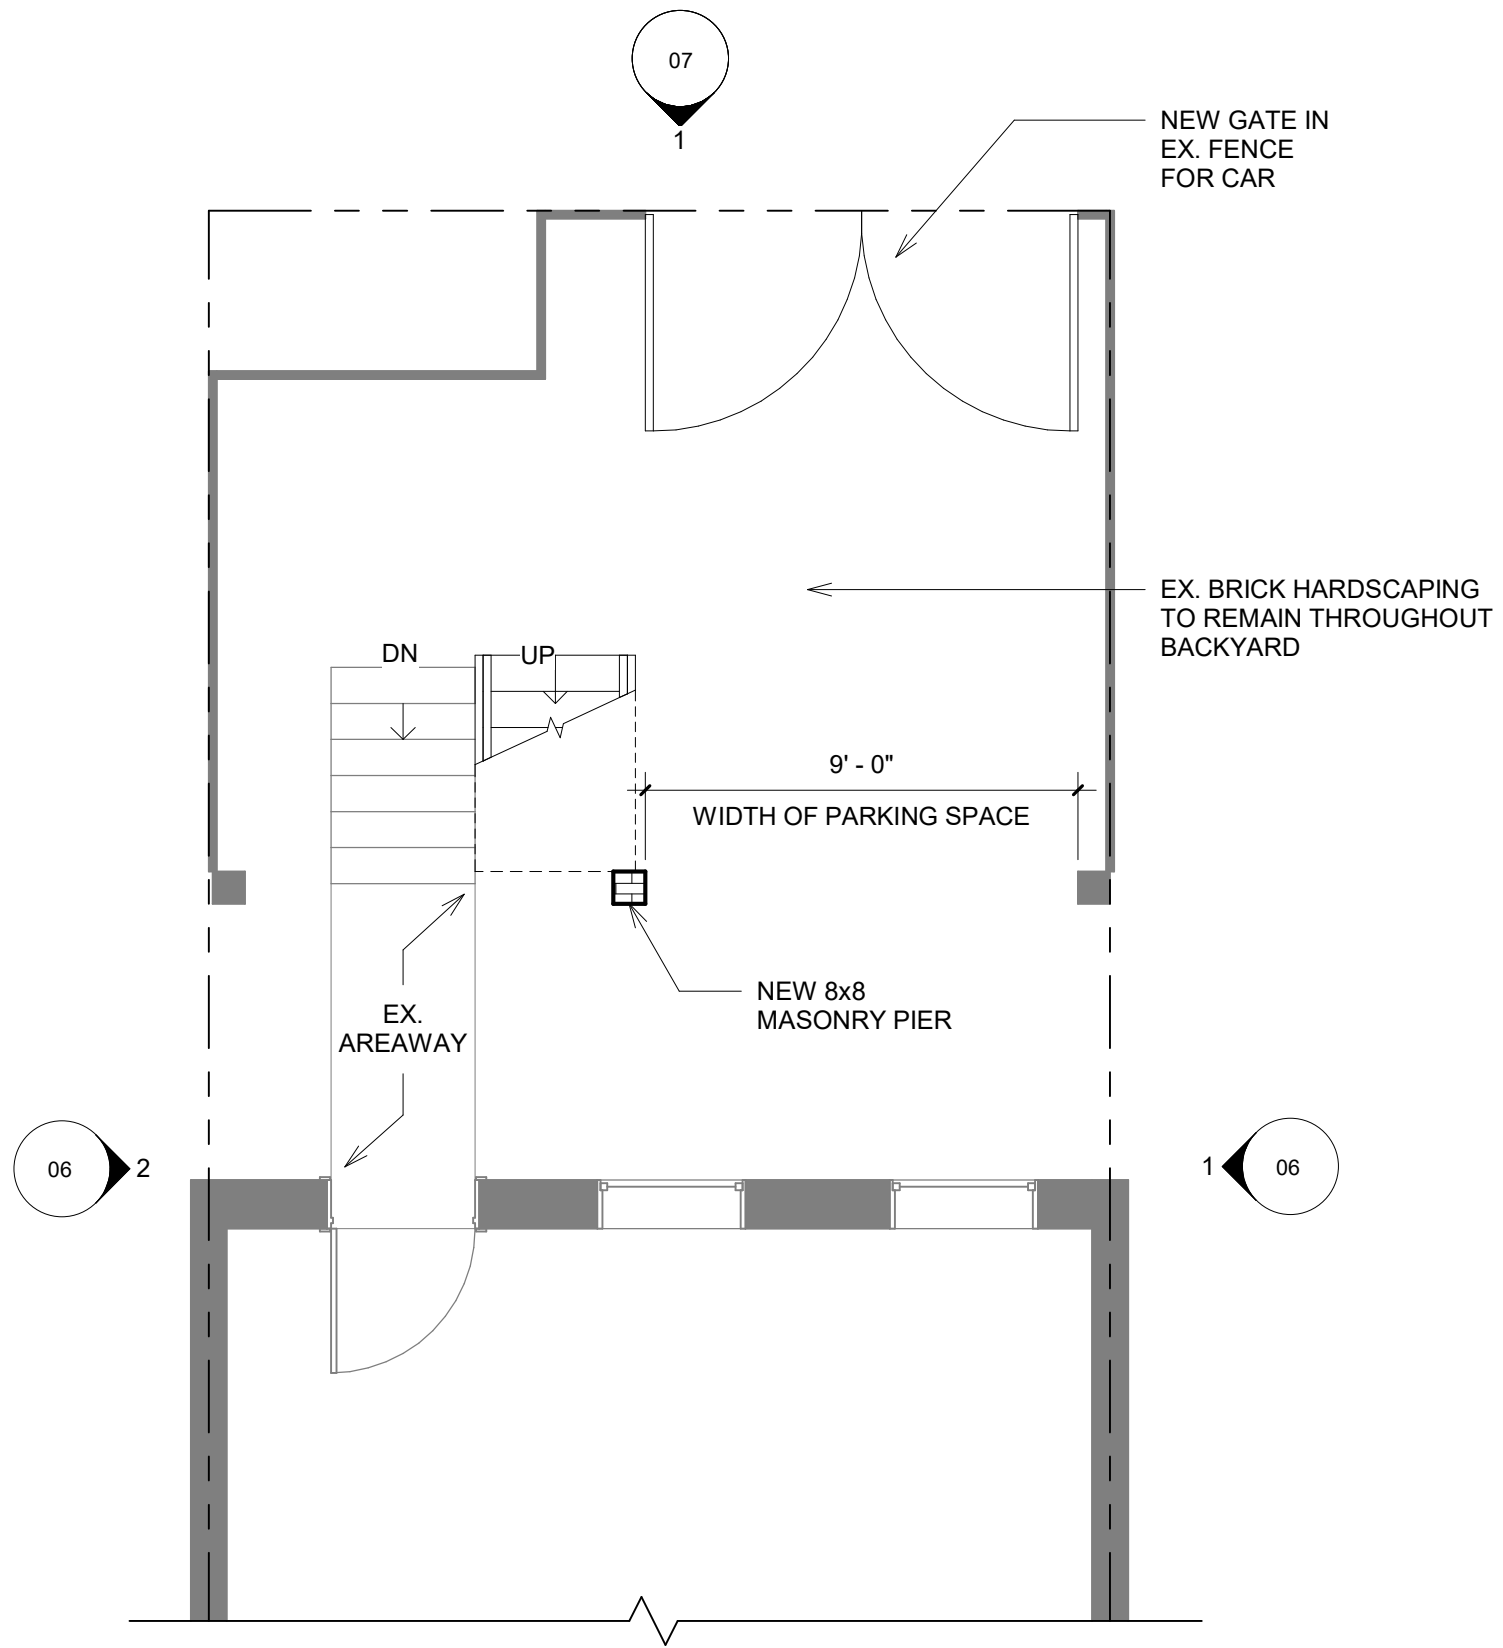 07
1
NEW GATE IN
EX. FENCE
FOR CAR
EX. BRICK HARDSCAPING
TO REMAIN THROUGHOUT
BACKYARD
DN
UP
9' - 0"
WIDTH OF PARKING SPACE
NEW 8x8
MASONRY PIER
EX.
AREAWAY
06
2
1
06